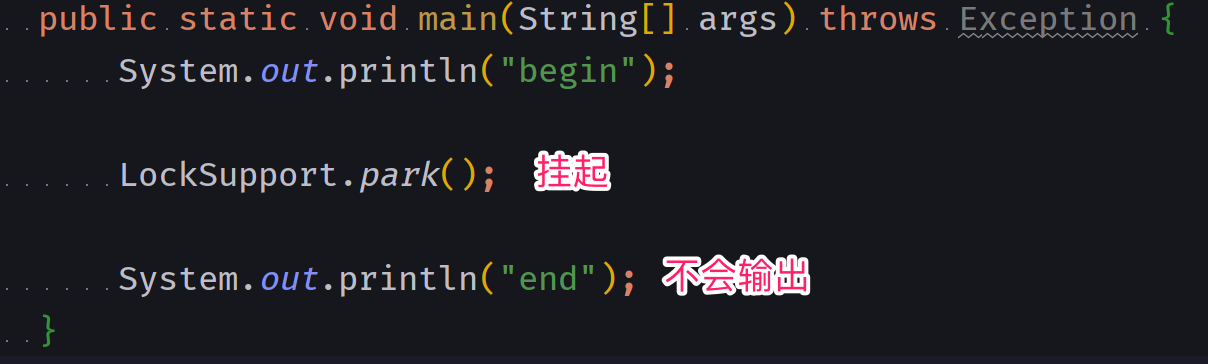 public static void main(String[] args) throws Exception {
System.out.println("begin");
LockSupport.park(); 挂起
System.out.println("end"); 不会输出
}